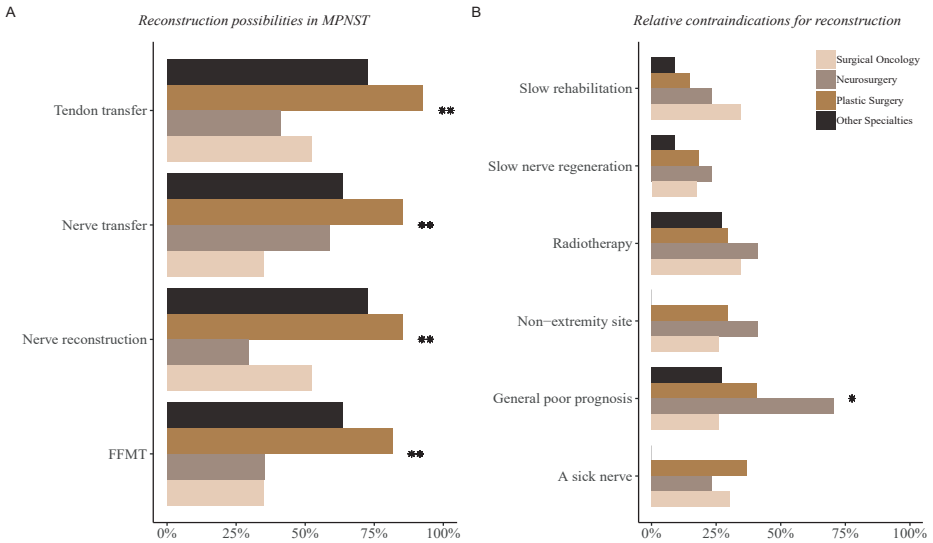 A
Reconstruction possibilities in MPNST
Tendon transfer
**
Nerve transfer
**
Nerve reconstruction
**
FFMT
**
0% 25% 50% 75% 100%
B
Relative contraindications for reconstruction
Surgical Oncology
Neurosurgery
Plastic Surgery
Other Specialties
Slow rehabilitation
Slow nerve regeneration
Radiotherapy
Non−extremity site
General poor prognosis
*
A sick nerve
0% 25% 50% 75% 100%